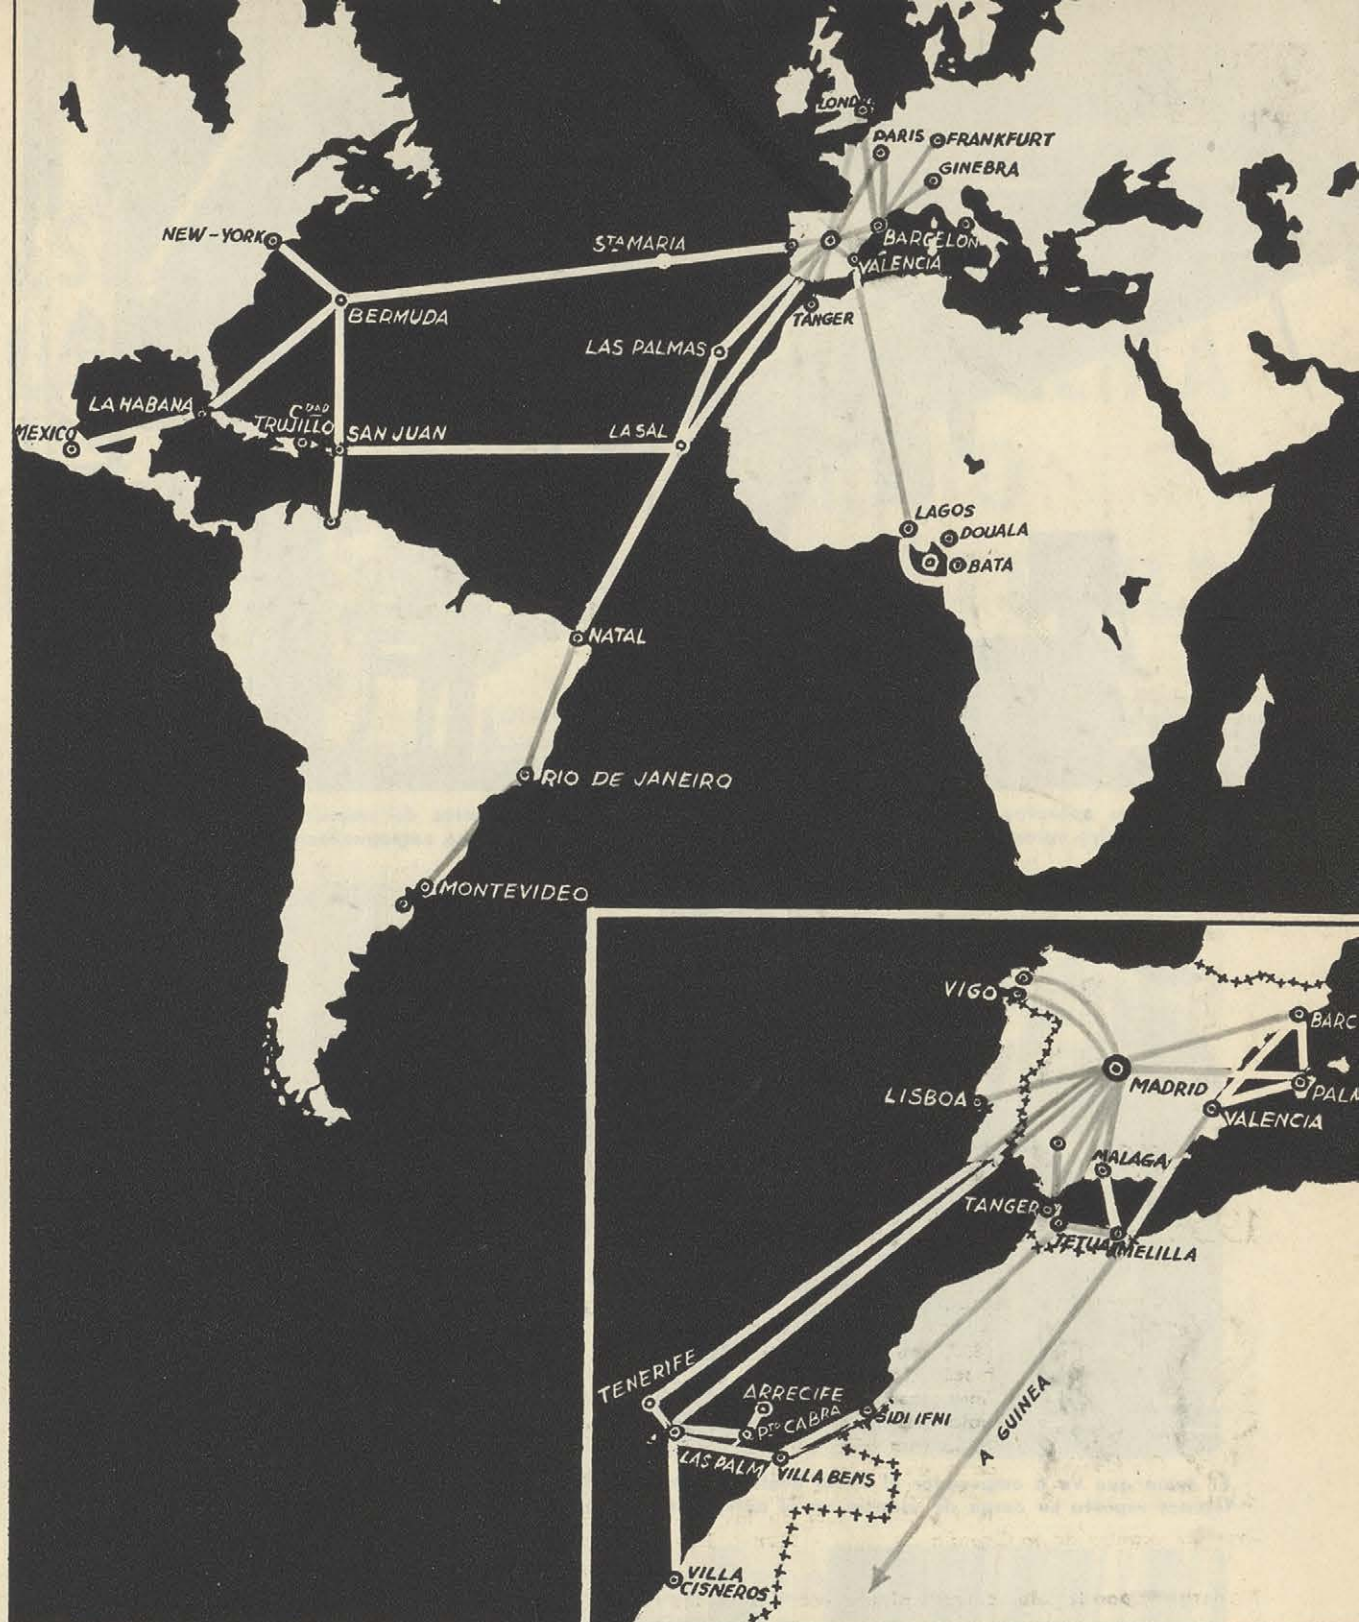 LOND
PARIS
FRANKFURT
GINEBRA
NEW-YORK
STA MARIA
BARCELON
VALENCIA
BERMUDA
TANGER
LAS PALMAS
LA HABANA
CDAD
TRUJILLO
MEXICO
SAN JUAN
LA SAL
LAGOS
DOUALA
BATA
NATAL
RIO DE JANEIRO
MONTEVIDEO
VIGO
BARC
LISBOA
MADRID
PALM
VALENCIA
MALAGA
TANGER
TETUA
MELILLA
TENERIFE
ARRECIFE
PTO CABRA
SIDI IFNI
A GUINEA
LAS PALM
VILLA BENS
VILLA
CISNEROS